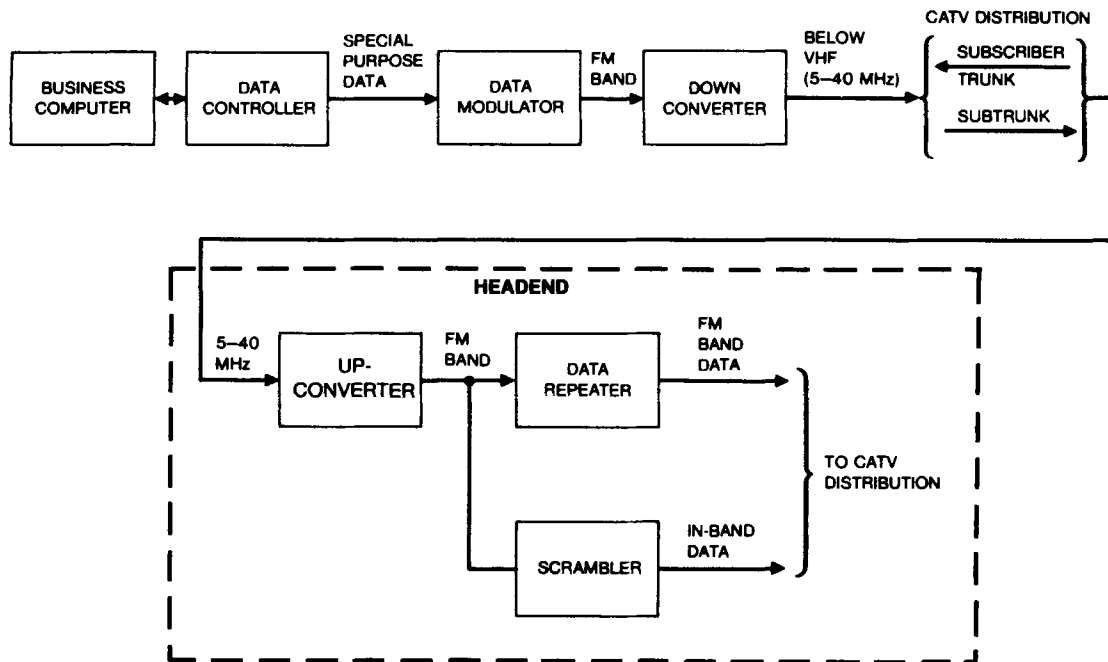 CATV DISTRIBUTION
BUSINESS
COMPUTER
DATA
CONTROLLER
SPECIAL
PURPOSE
DATA
DATA
MODULATOR
FM
BAND
DOWN
CONVERTER
BELOW
VHF
(5–40 MHz)
SUBSCRIBER
TRUNK
SUBTRUNK
HEADEND
5–40
MHz
UP-
CONVERTER
FM
BAND
DATA
REPEATER
FM
BAND
DATA
TO CATV
DISTRIBUTION
SCRAMBLER
IN-BAND
DATA